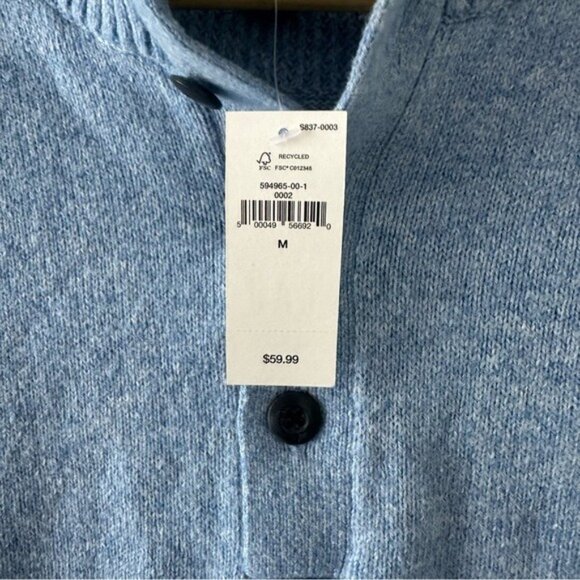 S837-0003
RECYCLED
FSC FSC® C012345
594965-00-1
0002
5 00049 56692 0
M
$59.99